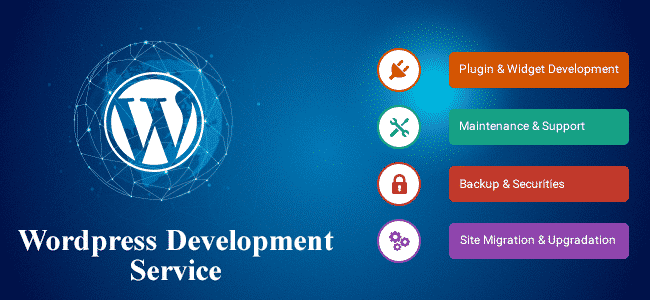 W
Wordpress Development
Service
Plugin & Widget Development
Maintenance & Support
Backup & Securities
Site Migration & Upgradation